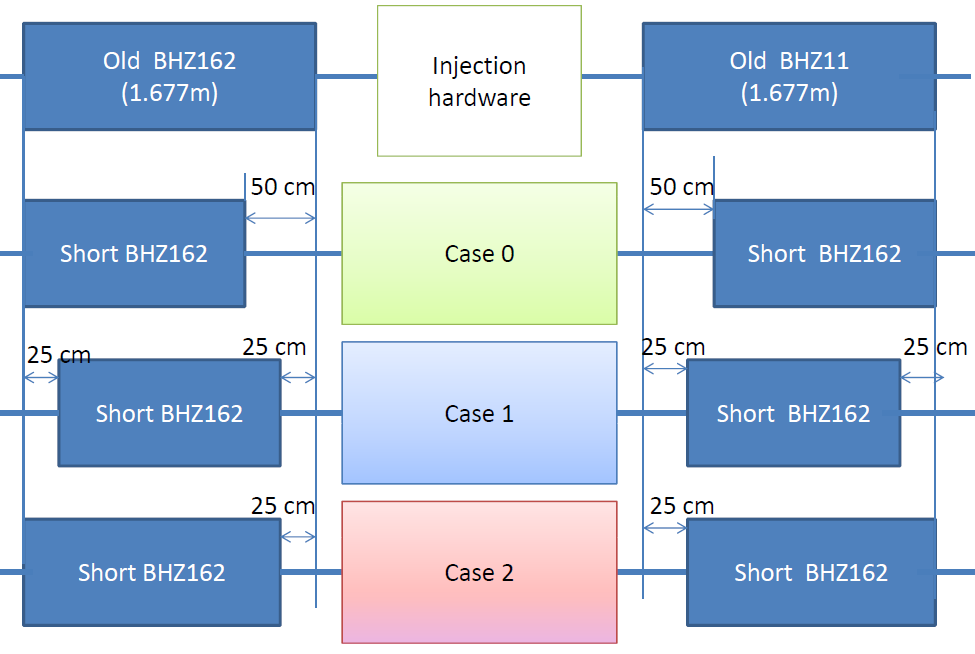 Old  BHZ162
(1.677m)
Injection
hardware
Old  BHZ11
(1.677m)
50 cm
50 cm
Short BHZ162
Case 0
Short  BHZ162
25 cm
25 cm
25 cm
25 cm
Short BHZ162
Case 1
Short  BHZ162
25 cm
25 cm
Short BHZ162
Case 2
Short  BHZ162